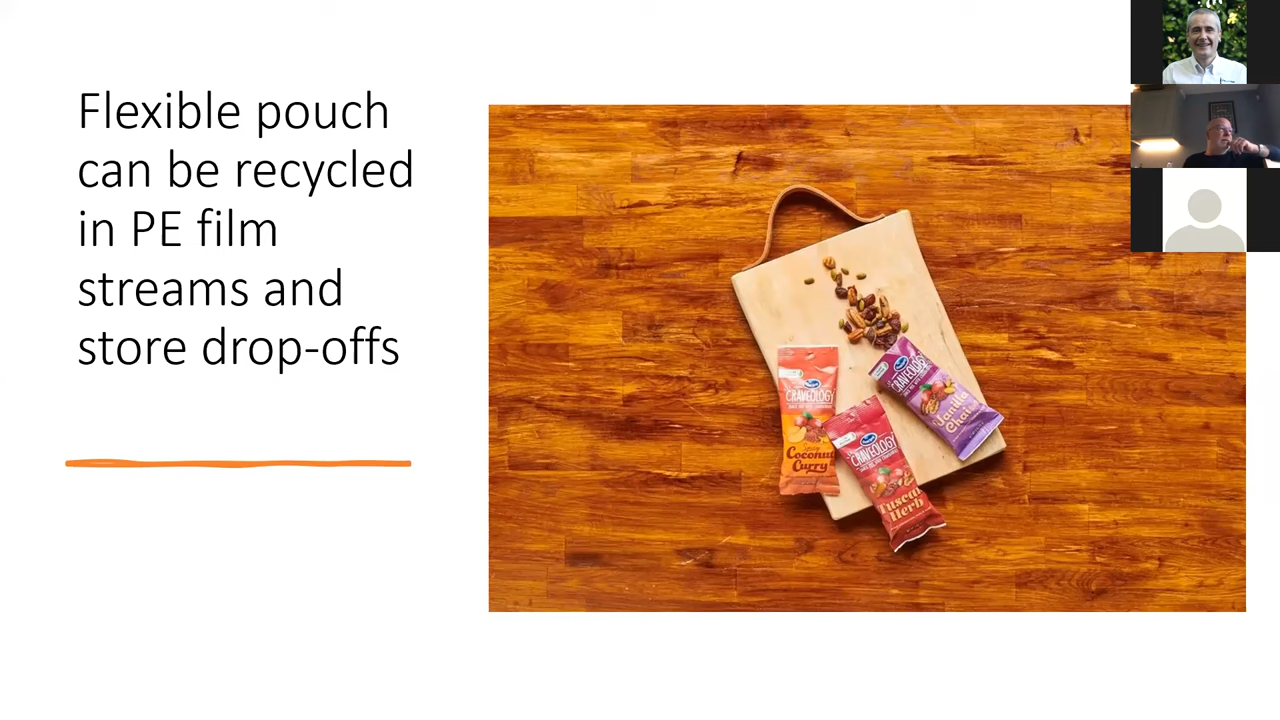 Flexible pouch
can be recycled
in PE film
streams and
store drop-offs
CRAVEOLOGY
Coconut
Curry
CRAVEOLOGY
Tuscan
Herb
CRAVEOLOGY
Vanilla
Chai